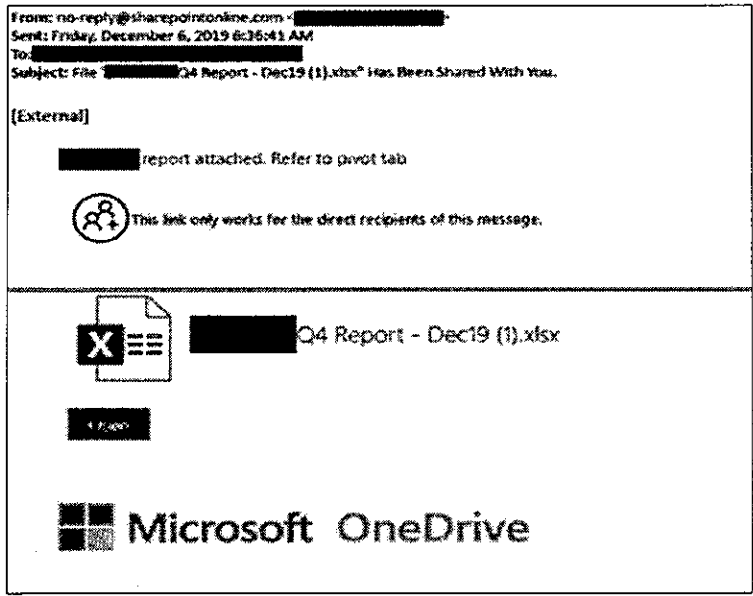 From: no-reply@sharepointonline.com <
Sent: Friday, December 6, 2019 6:36:41 AM
To:
Subject: File " Q4 Report - Dec19 (1).xlsx" Has Been Shared With You.
[External]
report attached. Refer to pivot tab
This link only works for the direct recipients of this message.
X
Q4 Report - Dec19 (1).xlsx
Open
Microsoft OneDrive